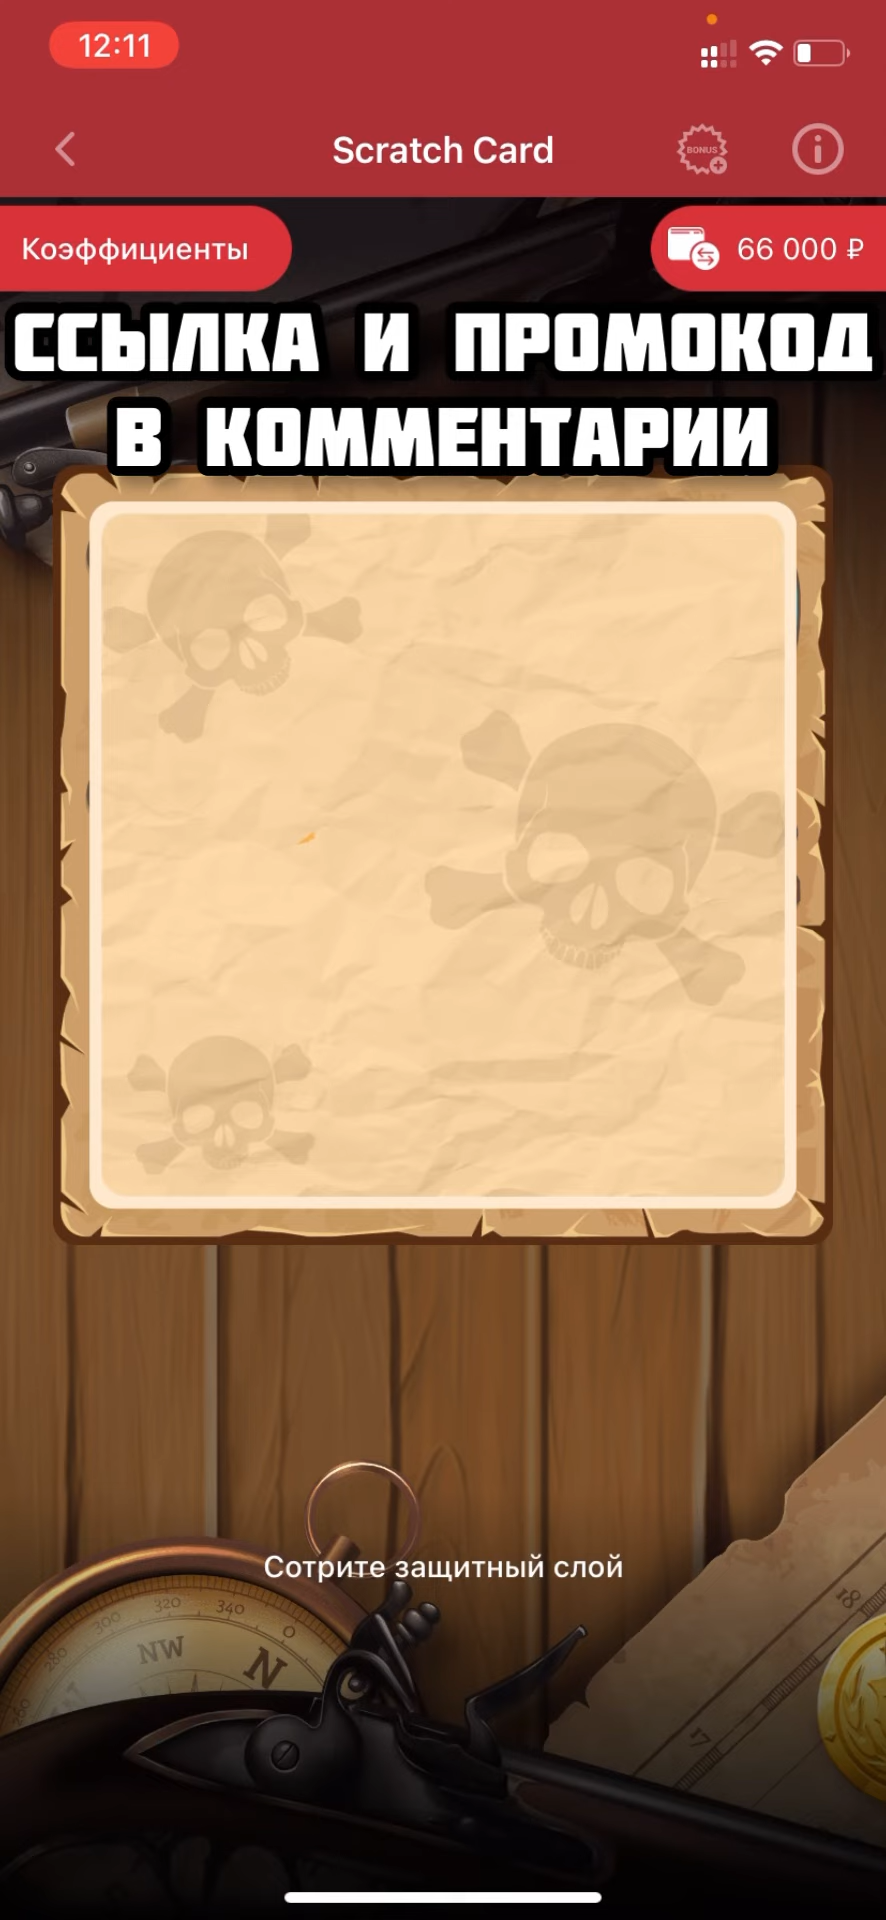 12:11
Scratch Card
BONUS
Коэффициенты
66 000 ₽
ССЫЛКА И ПРОМОКОД
В КОММЕНТАРИИ
Сотрите защитный слой
280
300
320
340
0
NW
N
18
17